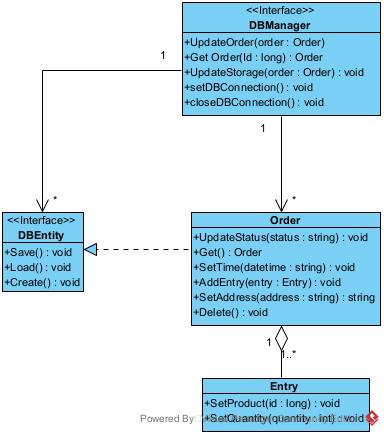 <<Interface>>
DBManager
+UpdateOrder(order : Order)
+Get Order(Id : long) : Order
+UpdateStorage(order : Order) : void
+setDBConnection() : void
+closeDBConnection() : void
1
1
*
*
<<Interface>>
DBEntity
+Save() : void
+Load() : void
+Create() : void
Order
+UpdateStatus(status : string) : void
+Get() : Order
+SetTime(datetime : string) : void
+AddEntry(entry : Entry) : void
+SetAddress(address : string) : string
+Delete() : void
1
1..*
Entry
+SetProduct(id : long) : void
+SetQuantity(quantity : int) : void
Powered By